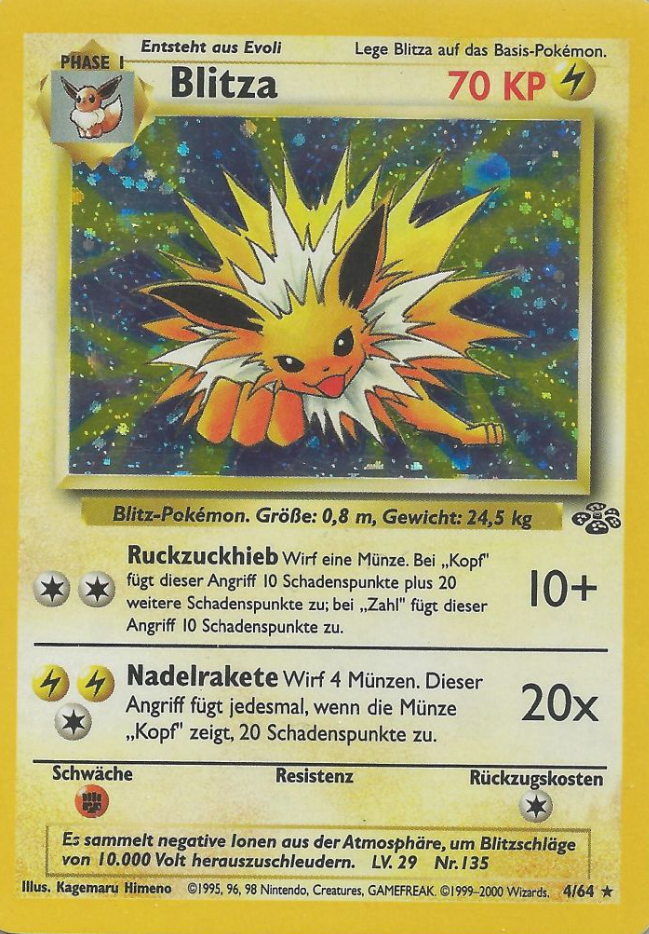 Entsteht aus Evoli
Lege Blitza auf das Basis-Pokémon.
PHASE I
Blitza
70 KP
Blitz-Pokémon. Größe: 0,8 m, Gewicht: 24,5 kg
Ruckzuckhieb Wirf eine Münze. Bei „Kopf"
fügt dieser Angriff 10 Schadenspunkte plus 20
weitere Schadenspunkte zu; bei „Zahl" fügt dieser
Angriff 10 Schadenspunkte zu.
10+
Nadelrakete Wirf 4 Münzen. Dieser
Angriff fügt jedesmal, wenn die Münze
„Kopf" zeigt, 20 Schadenspunkte zu.
20x
Schwäche
Resistenz
Rückzugskosten
Es sammelt negative Ionen aus der Atmosphäre, um Blitzschläge
von 10.000 Volt herauszuschleudern. LV. 29 Nr. 135
Illus. Kagemaru Himeno ©1995, 96, 98 Nintendo, Creatures, GAMEFREAK. ©1999-2000 Wizards. 4/64 ★